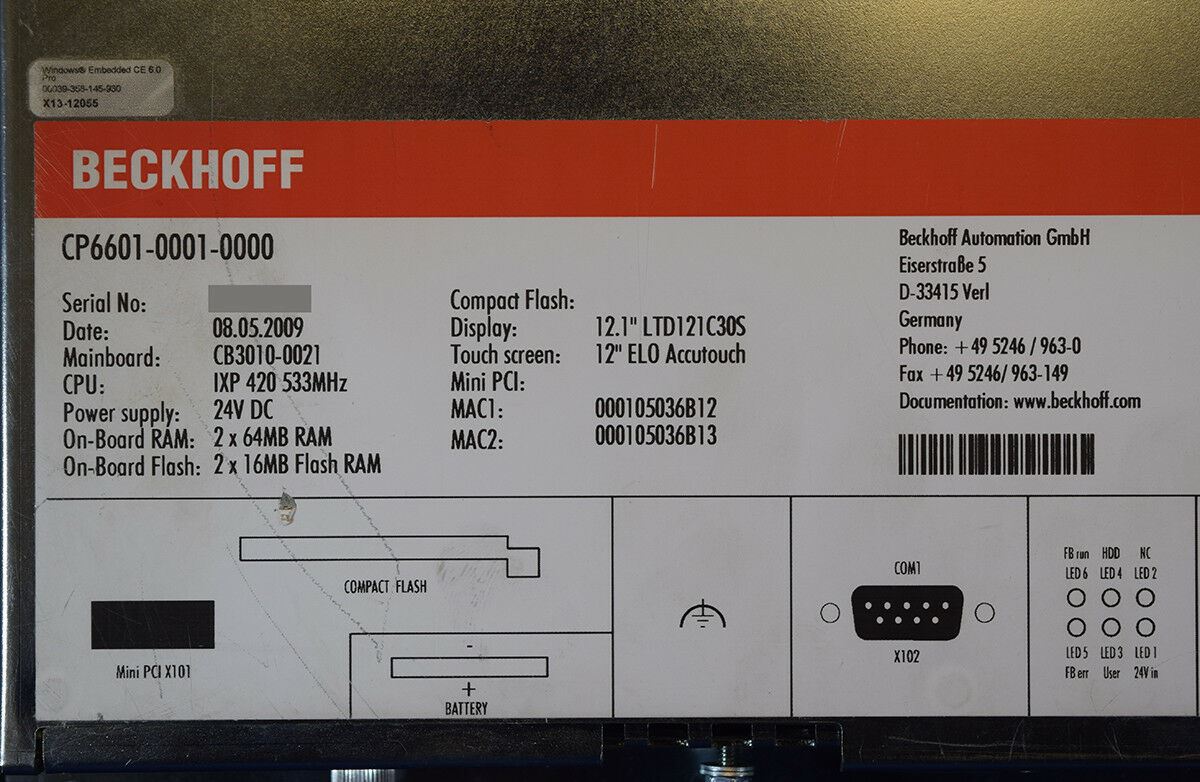 Windows® Embedded CE 6.0
Pro
00039-358-145-930
X13-12055
BECKHOFF
CP6601-0001-0000
Serial No:
Date: 08.05.2009
Mainboard: CB3010-0021
CPU: IXP 420 533MHz
Power supply: 24V DC
On-Board RAM: 2 x 64MB RAM
On-Board Flash: 2 x 16MB Flash RAM
Compact Flash:
Display: 12.1" LTD121C30S
Touch screen: 12" ELO Accutouch
Mini PCI:
MAC1: 000105036B12
MAC2: 000105036B13
Beckhoff Automation GmbH
Eiserstraße 5
D-33415 Verl
Germany
Phone: +49 5246 / 963-0
Fax +49 5246/ 963-149
Documentation: www.beckhoff.com
COMPACT FLASH
Mini PCI X101
-
+
BATTERY
COM1
X102
FB run HDD NC
LED 6 LED 4 LED 2
LED 5 LED 3 LED 1
FB err User 24V in